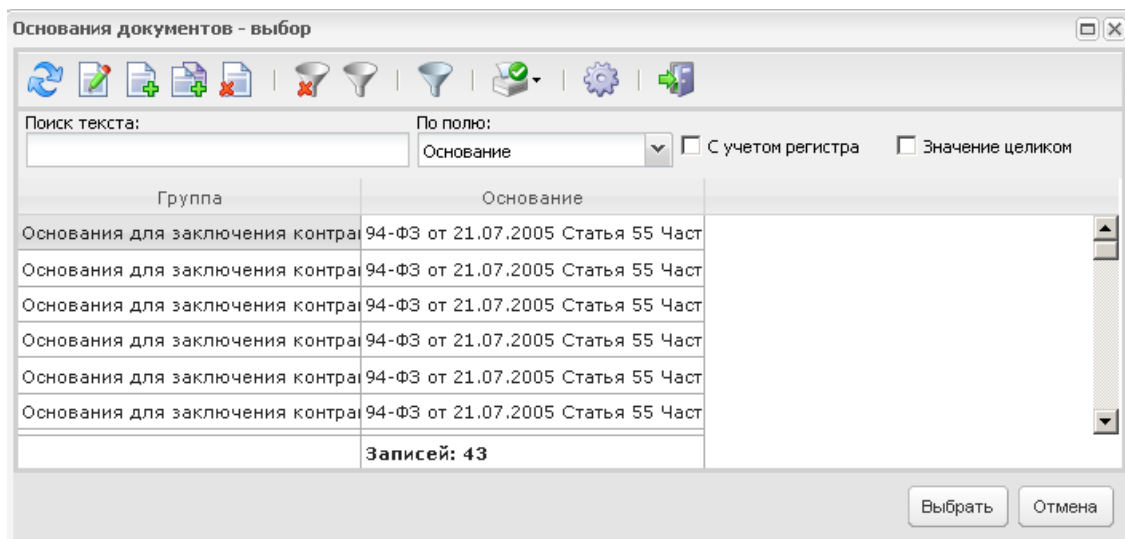 Основания документов - выбор
Поиск текста:
По полю:
Основание
С учетом регистра
Значение целиком
Группа
Основание
Основания для заключения контра 94-ФЗ от 21.07.2005 Статья 55 Част
Основания для заключения контра 94-ФЗ от 21.07.2005 Статья 55 Част
Основания для заключения контра 94-ФЗ от 21.07.2005 Статья 55 Част
Основания для заключения контра 94-ФЗ от 21.07.2005 Статья 55 Част
Основания для заключения контра 94-ФЗ от 21.07.2005 Статья 55 Част
Основания для заключения контра 94-ФЗ от 21.07.2005 Статья 55 Част
Записей: 43
Выбрать
Отмена